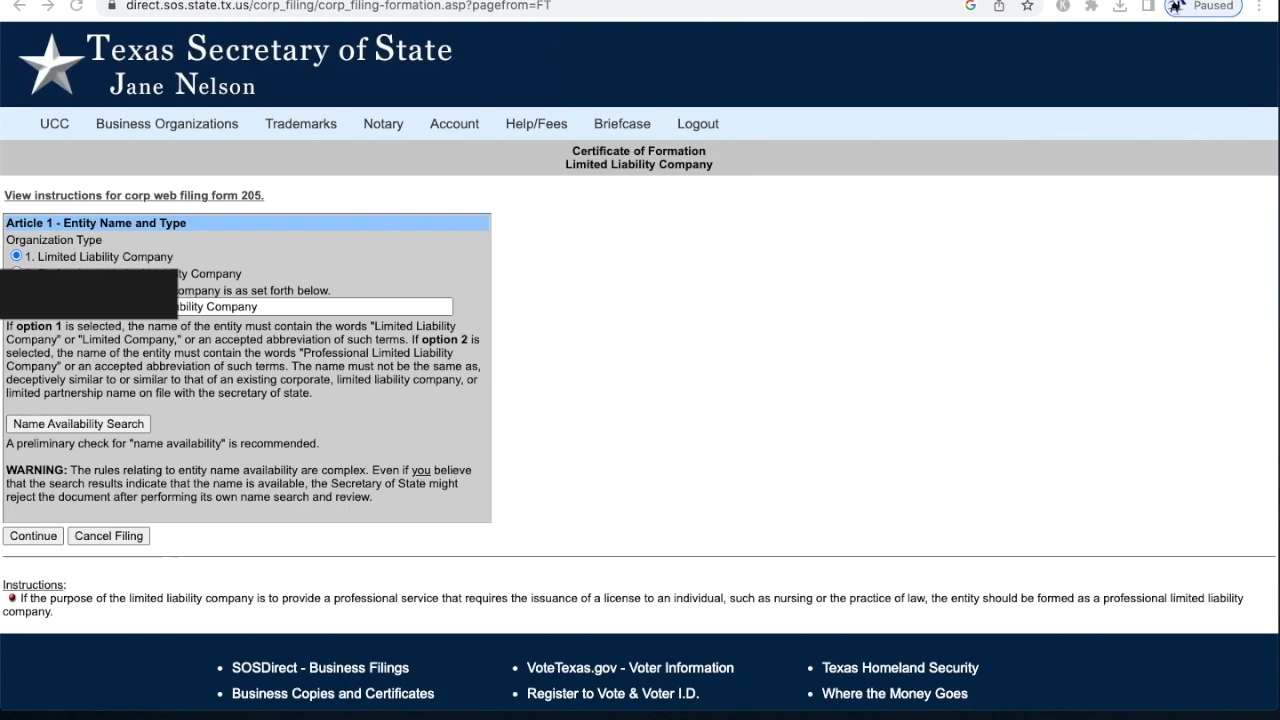 direct.sos.state.tx.us/corp_filing/corp_filing-formation.asp?pagefrom=FT
Paused
Texas Secretary of State
Jane Nelson
UCC Business Organizations Trademarks Notary Account Help/Fees Briefcase Logout
Certificate of Formation
Limited Liability Company
View instructions for corp web filing form 205.
Article 1 - Entity Name and Type
Organization Type
1. Limited Liability Company
ty Company
ompany is as set forth below.
ability Company
If option 1 is selected, the name of the entity must contain the words "Limited Liability
Company" or "Limited Company," or an accepted abbreviation of such terms. If option 2 is
selected, the name of the entity must contain the words "Professional Limited Liability
Company" or an accepted abbreviation of such terms. The name must not be the same as,
deceptively similar to or similar to that of an existing corporate, limited liability company, or
limited partnership name on file with the secretary of state.
Name Availability Search
A preliminary check for "name availability" is recommended.
WARNING: The rules relating to entity name availability are complex. Even if you believe
that the search results indicate that the name is available, the Secretary of State might
reject the document after performing its own name search and review.
Continue Cancel Filing
Instructions:
If the purpose of the limited liability company is to provide a professional service that requires the issuance of a license to an individual, such as nursing or the practice of law, the entity should be formed as a professional limited liability
company.
• SOSDirect - Business Filings • VoteTexas.gov - Voter Information • Texas Homeland Security
• Business Copies and Certificates • Register to Vote & Voter I.D. • Where the Money Goes